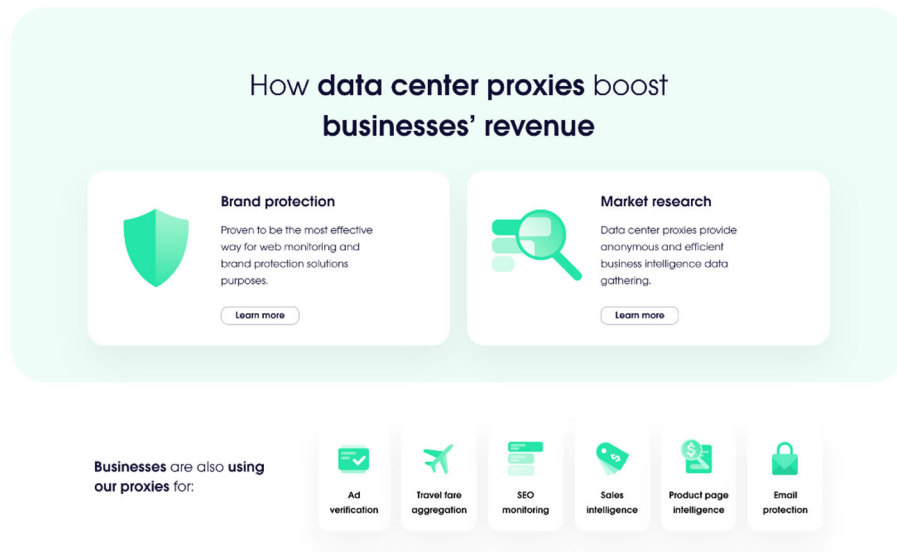 How data center proxies boost
businesses’ revenue
Brand protection
Proven to be the most effective
way for web monitoring and
brand protection solutions
purposes.
Learn more
Market research
Data center proxies provide
anonymous and efficient
business intelligence data
gathering.
Learn more
Businesses are also using
our proxies for:
Ad
verification
Travel fare
aggregation
SEO
monitoring
Sales
intelligence
Product page
intelligence
Email
protection